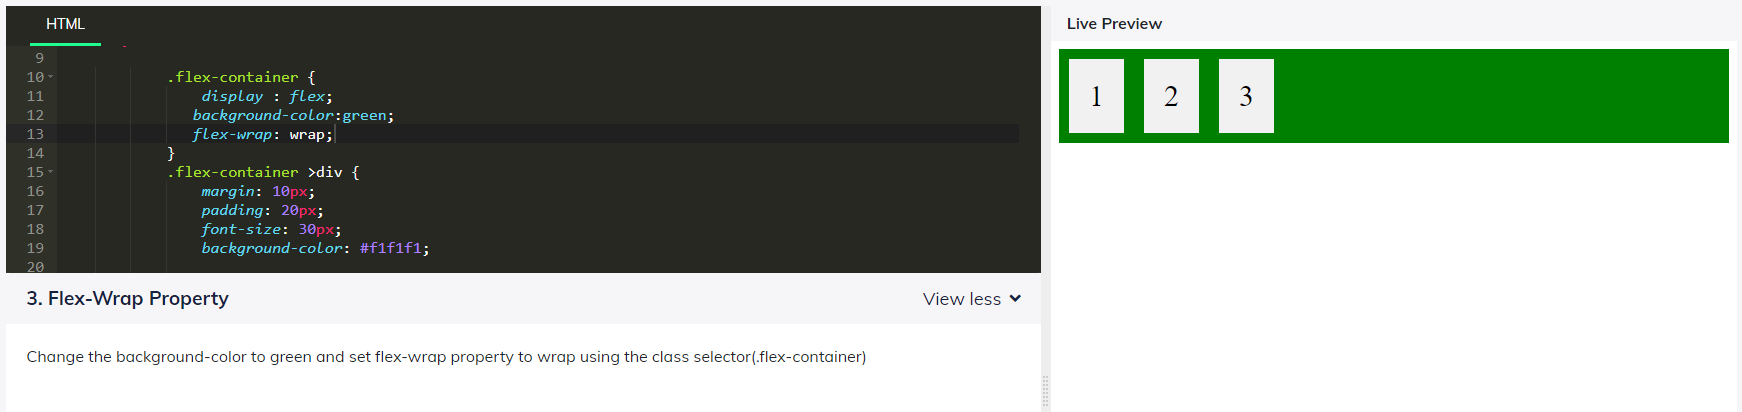 HTML
9
10 .flex-container {
11 display : flex;
12 background-color:green;
13 flex-wrap: wrap;
14 }
15 .flex-container >div {
16 margin: 10px;
17 padding: 20px;
18 font-size: 30px;
19 background-color: #f1f1f1;
20
3. Flex-Wrap Property
View less
Change the background-color to green and set flex-wrap property to wrap using the class selector(.flex-container)
Live Preview
1 2 3